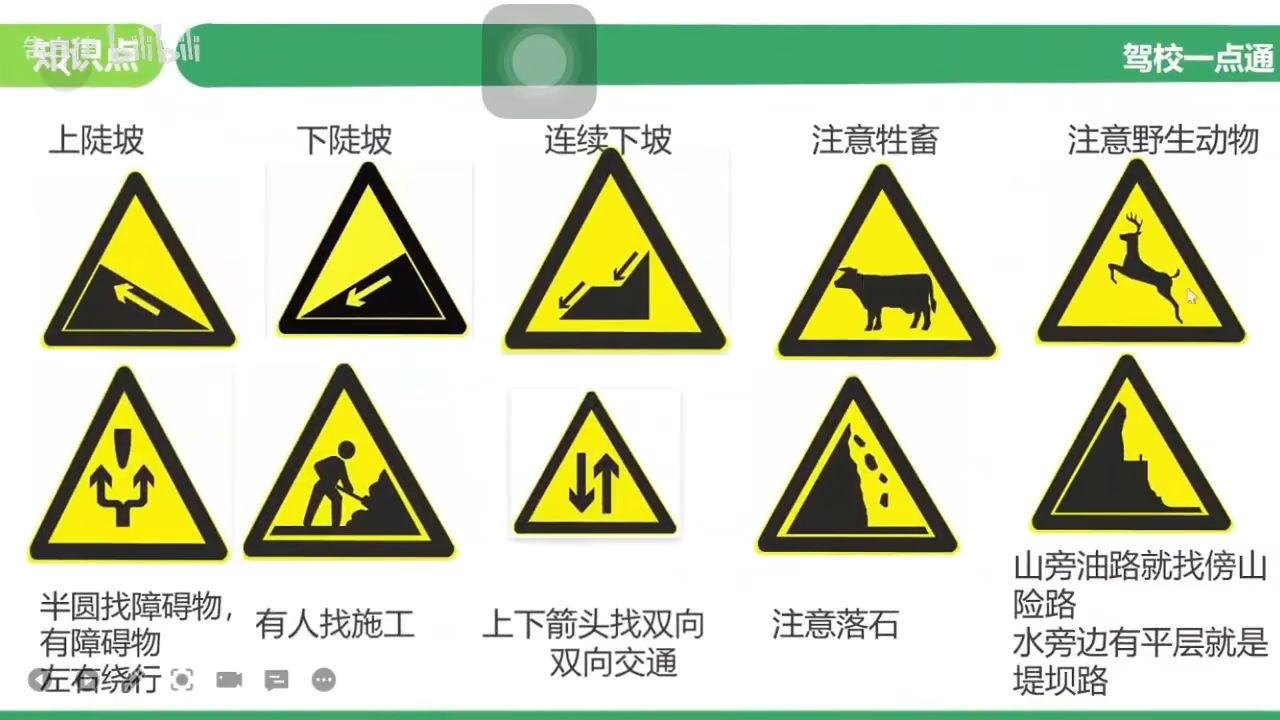 知识点
bilibili
驾校一点通
上陡坡
下陡坡
连续下坡
注意牲畜
注意野生动物
半圆找障碍物，
有障碍物
左右绕行
有人找施工
上下箭头找双向
双向交通
注意落石
山旁油路就找傍山
险路
水旁边有平层就是
堤坝路